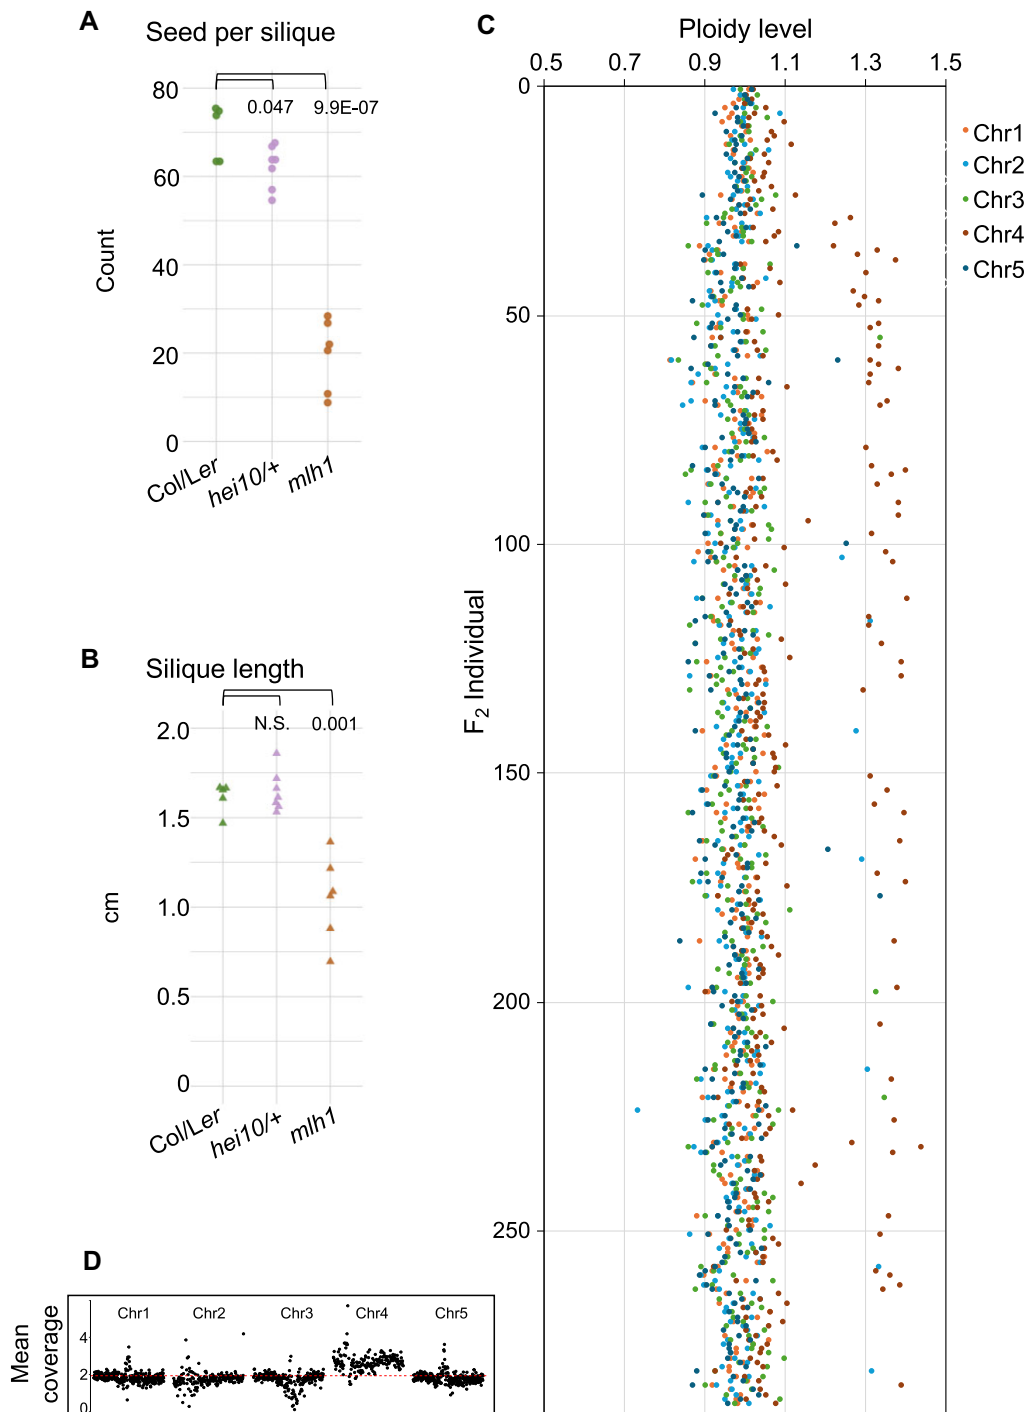 A
Seed per silique
80
60
40
20
0
Count
0.047
9.9E-07
Col/Ler
hei10/+
mlh1
B
Silique length
2.0
1.5
1.0
0.5
0
cm
N.S.
0.001
Col/Ler
hei10/+
mlh1
C
Ploidy level
0.5 0.7 0.9 1.1 1.3 1.5
0
50
100
150
200
250
F2 Individual
Chr1
Chr2
Chr3
Chr4
Chr5
D
Mean coverage
4
2
0
Chr1 Chr2 Chr3 Chr4 Chr5